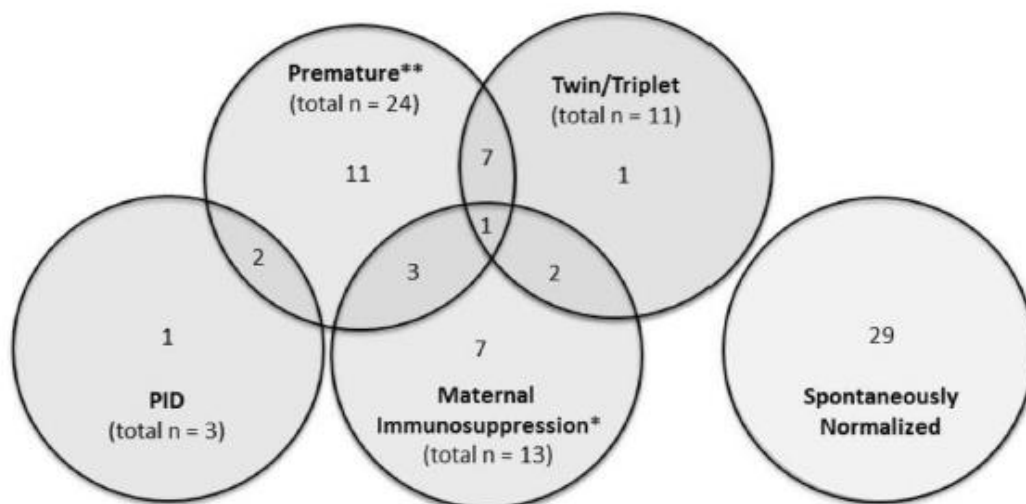 Premature**
(total n = 24)
11
7
Twin/Triplet
(total n = 11)
1
1
2
3
2
1
PID
(total n = 3)
7
Maternal
Immunosuppression*
(total n = 13)
29
Spontaneously
Normalized